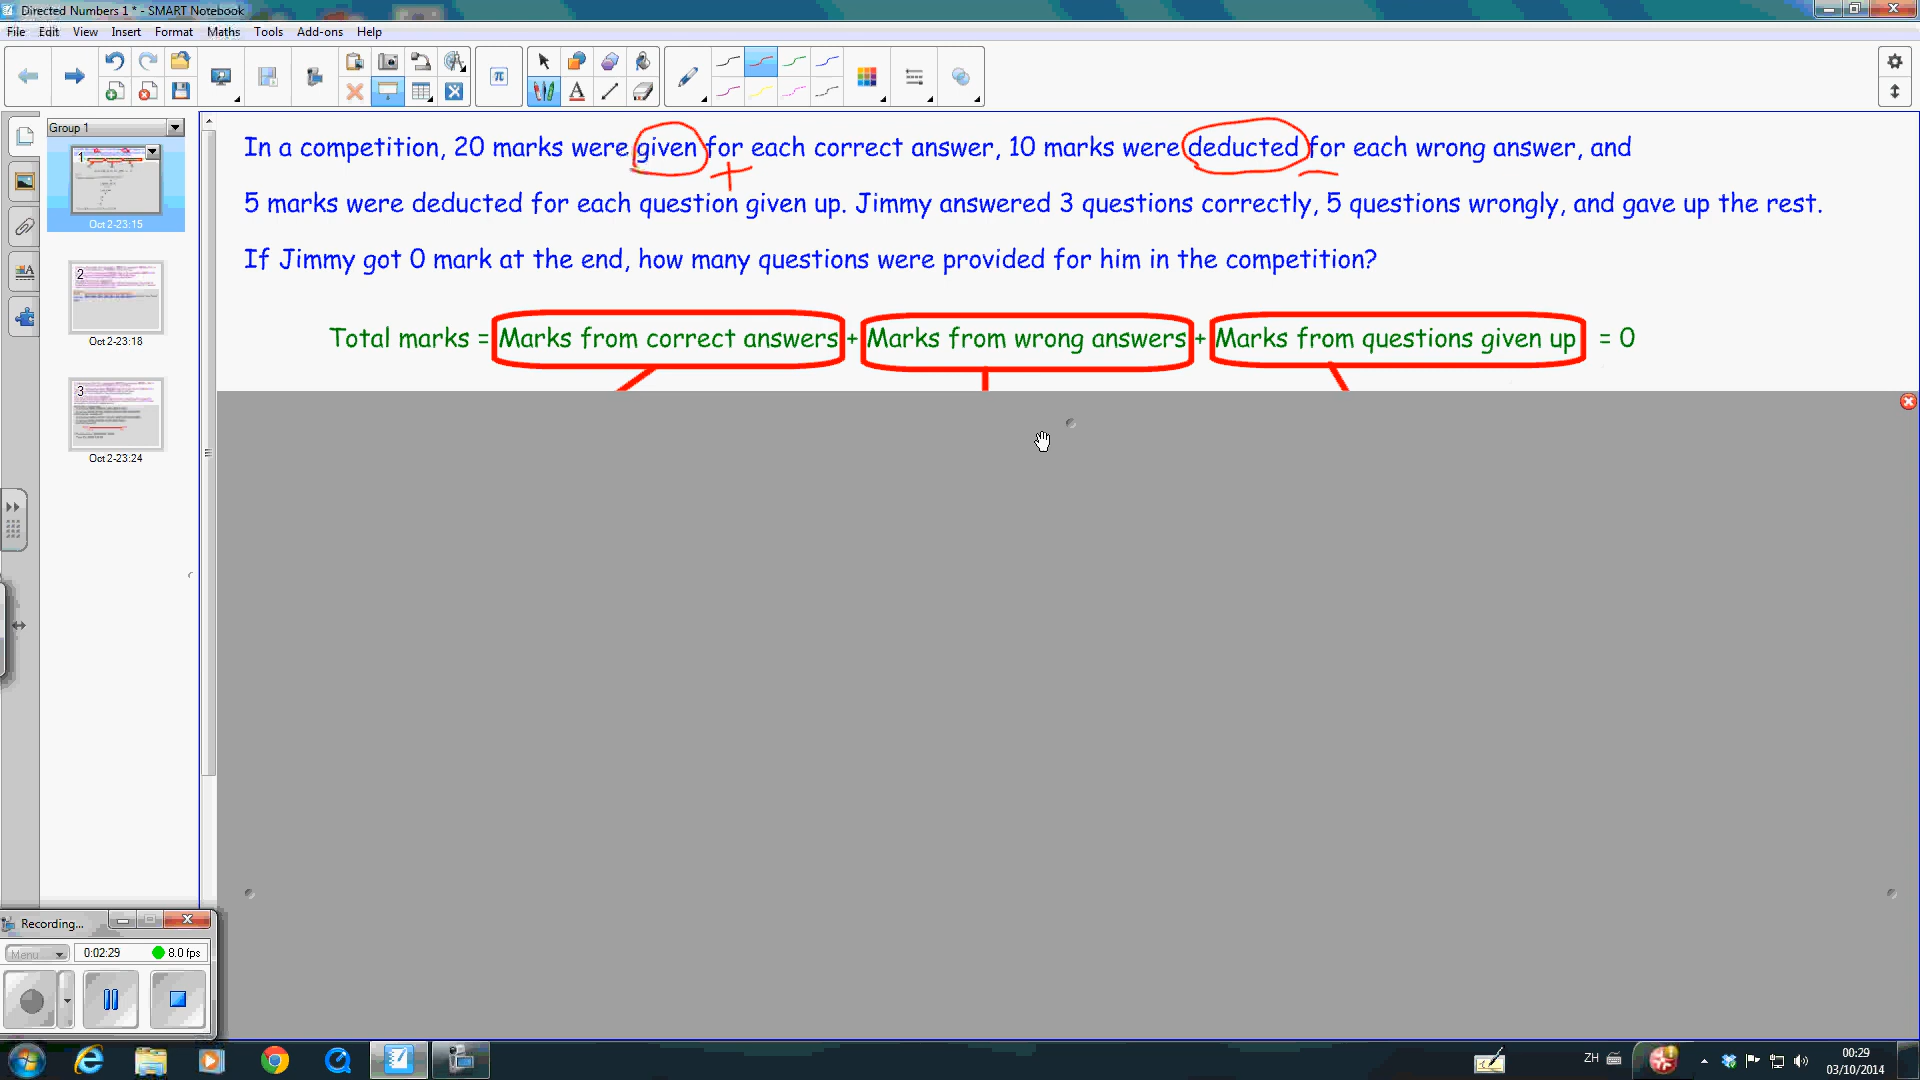 Directed Numbers 1 * - SMART Notebook
File Edit View Insert Format Maths Tools Add-ons Help
Group 1
1
Oct 2-23:15
2
Oct 2-23:18
3
Oct 2-23:24
In a competition, 20 marks were given for each correct answer, 10 marks were deducted for each wrong answer, and
5 marks were deducted for each question given up. Jimmy answered 3 questions correctly, 5 questions wrongly, and gave up the rest.
If Jimmy got 0 mark at the end, how many questions were provided for him in the competition?
Total marks = Marks from correct answers + Marks from wrong answers + Marks from questions given up = 0
Recording...
Menu 0:02:29 8.0 fps
ZH
00:29
03/10/2014